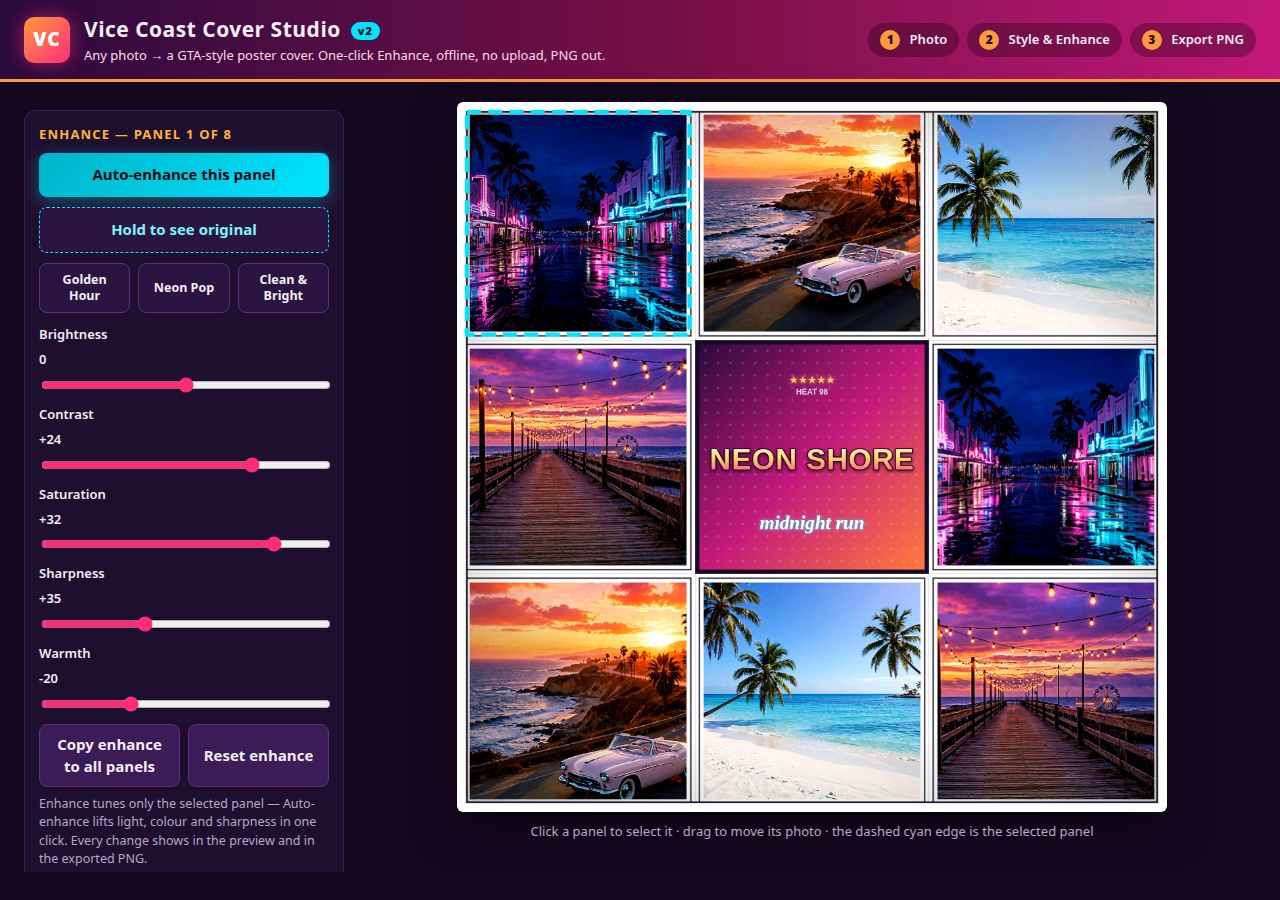 VC
Vice Coast Cover Studio v2
Any photo → a GTA-style poster cover. One-click Enhance, offline, no upload, PNG out.
1 Photo
2 Style & Enhance
3 Export PNG
ENHANCE — PANEL 1 OF 8
Auto-enhance this panel
Hold to see original
Golden
Hour
Neon Pop
Clean &
Bright
Brightness
0
Contrast
+24
Saturation
+32
Sharpness
+35
Warmth
-20
Copy enhance
to all panels
Reset enhance
Enhance tunes only the selected panel — Auto-
enhance lifts light, colour and sharpness in one
click. Every change shows in the preview and in
the exported PNG.
★★★★★
HEAT 98
NEON SHORE
midnight run
Click a panel to select it · drag to move its photo · the dashed cyan edge is the selected panel